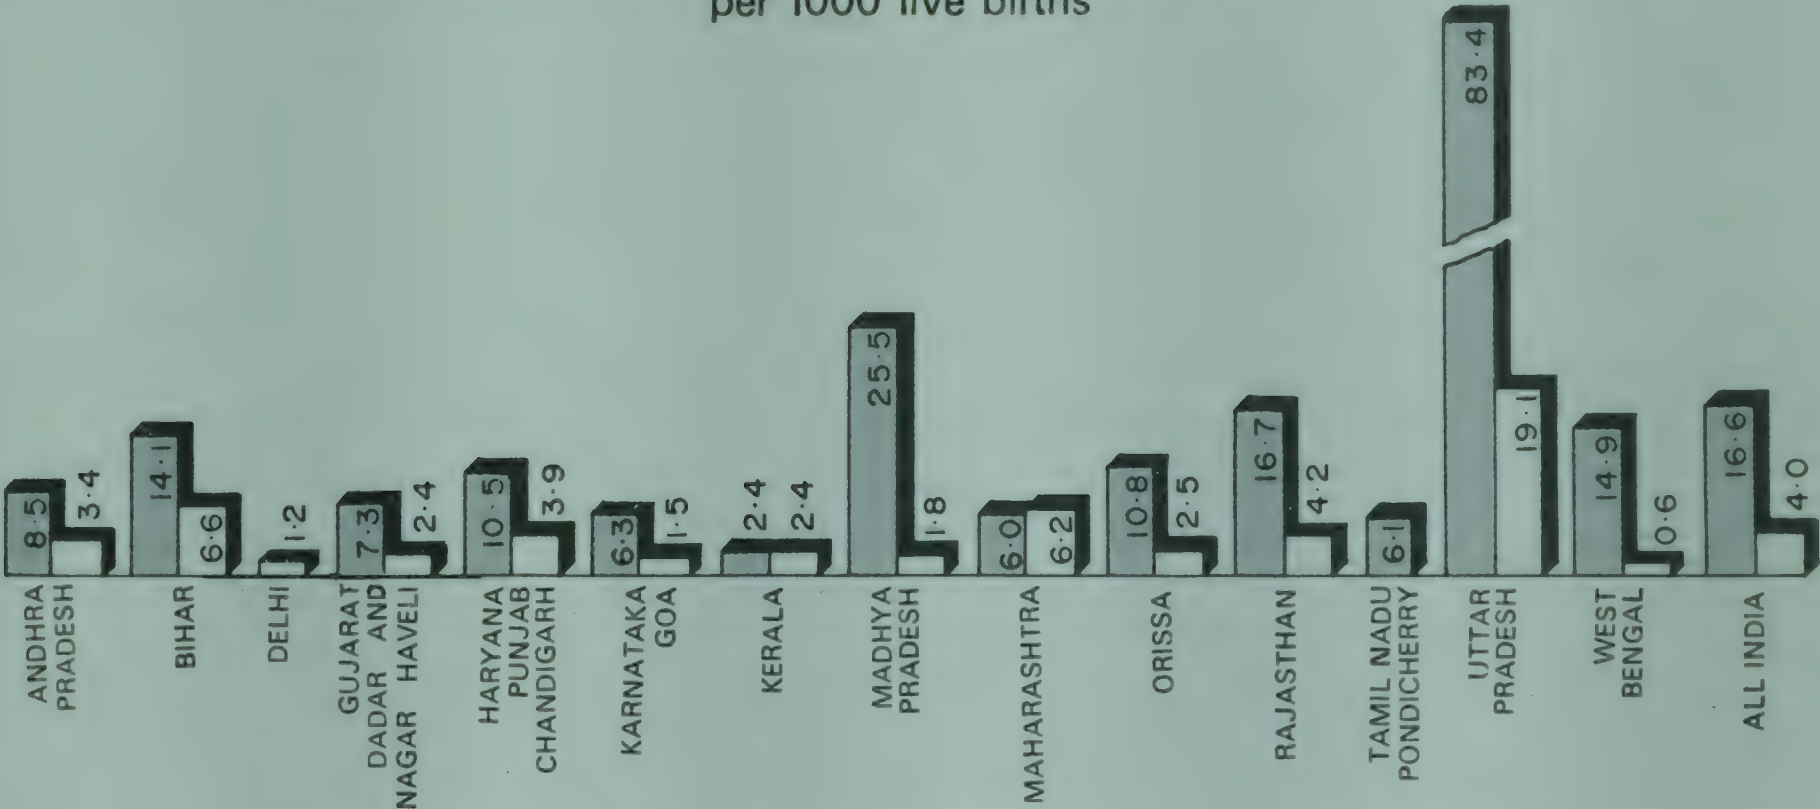 per 1000 live births
8·5
3·4
14·1
6·6
1·2
7·3
2·4
10·5
3·9
6·3
1·5
2·4
2·4
25·5
1·8
6·0
6·2
10·8
2·5
16·7
4·2
6·1
83·4
19·1
14·9
0·6
16·6
4·0
ANDHRA
PRADESH
BIHAR
DELHI
GUJARAT
DADAR AND
NAGAR HAVELI
HARYANA
PUNJAB
CHANDIGARH
KARNATAKA
GOA
KERALA
MADHYA
PRADESH
MAHARASHTRA
ORISSA
RAJASTHAN
TAMIL NADU
PONDICHERRY
UTTAR
PRADESH
WEST
BENGAL
ALL INDIA